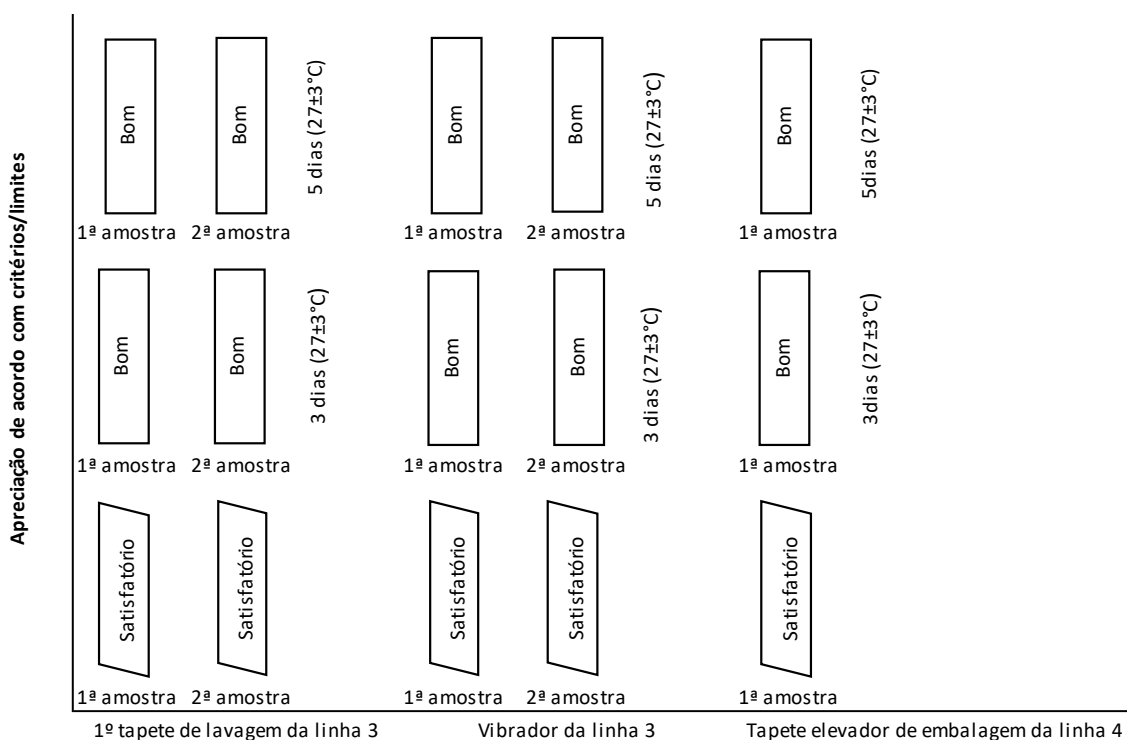 Apreciação de acordo com critérios/limites
Bom
Bom
5 dias (27±3°C)
Bom
Bom
5 dias (27±3°C)
Bom
5dias (27±3°C)
1ª amostra
2ª amostra
1ª amostra
2ª amostra
1ª amostra
Bom
Bom
3 dias (27±3°C)
Bom
Bom
3 dias (27±3°C)
Bom
3dias (27±3°C)
1ª amostra
2ª amostra
1ª amostra
2ª amostra
1ª amostra
Satisfatório
Satisfatório
Satisfatório
Satisfatório
Satisfatório
1ª amostra
2ª amostra
1ª amostra
2ª amostra
1ª amostra
1º tapete de lavagem da linha 3
Vibrador da linha 3
Tapete elevador de embalagem da linha 4